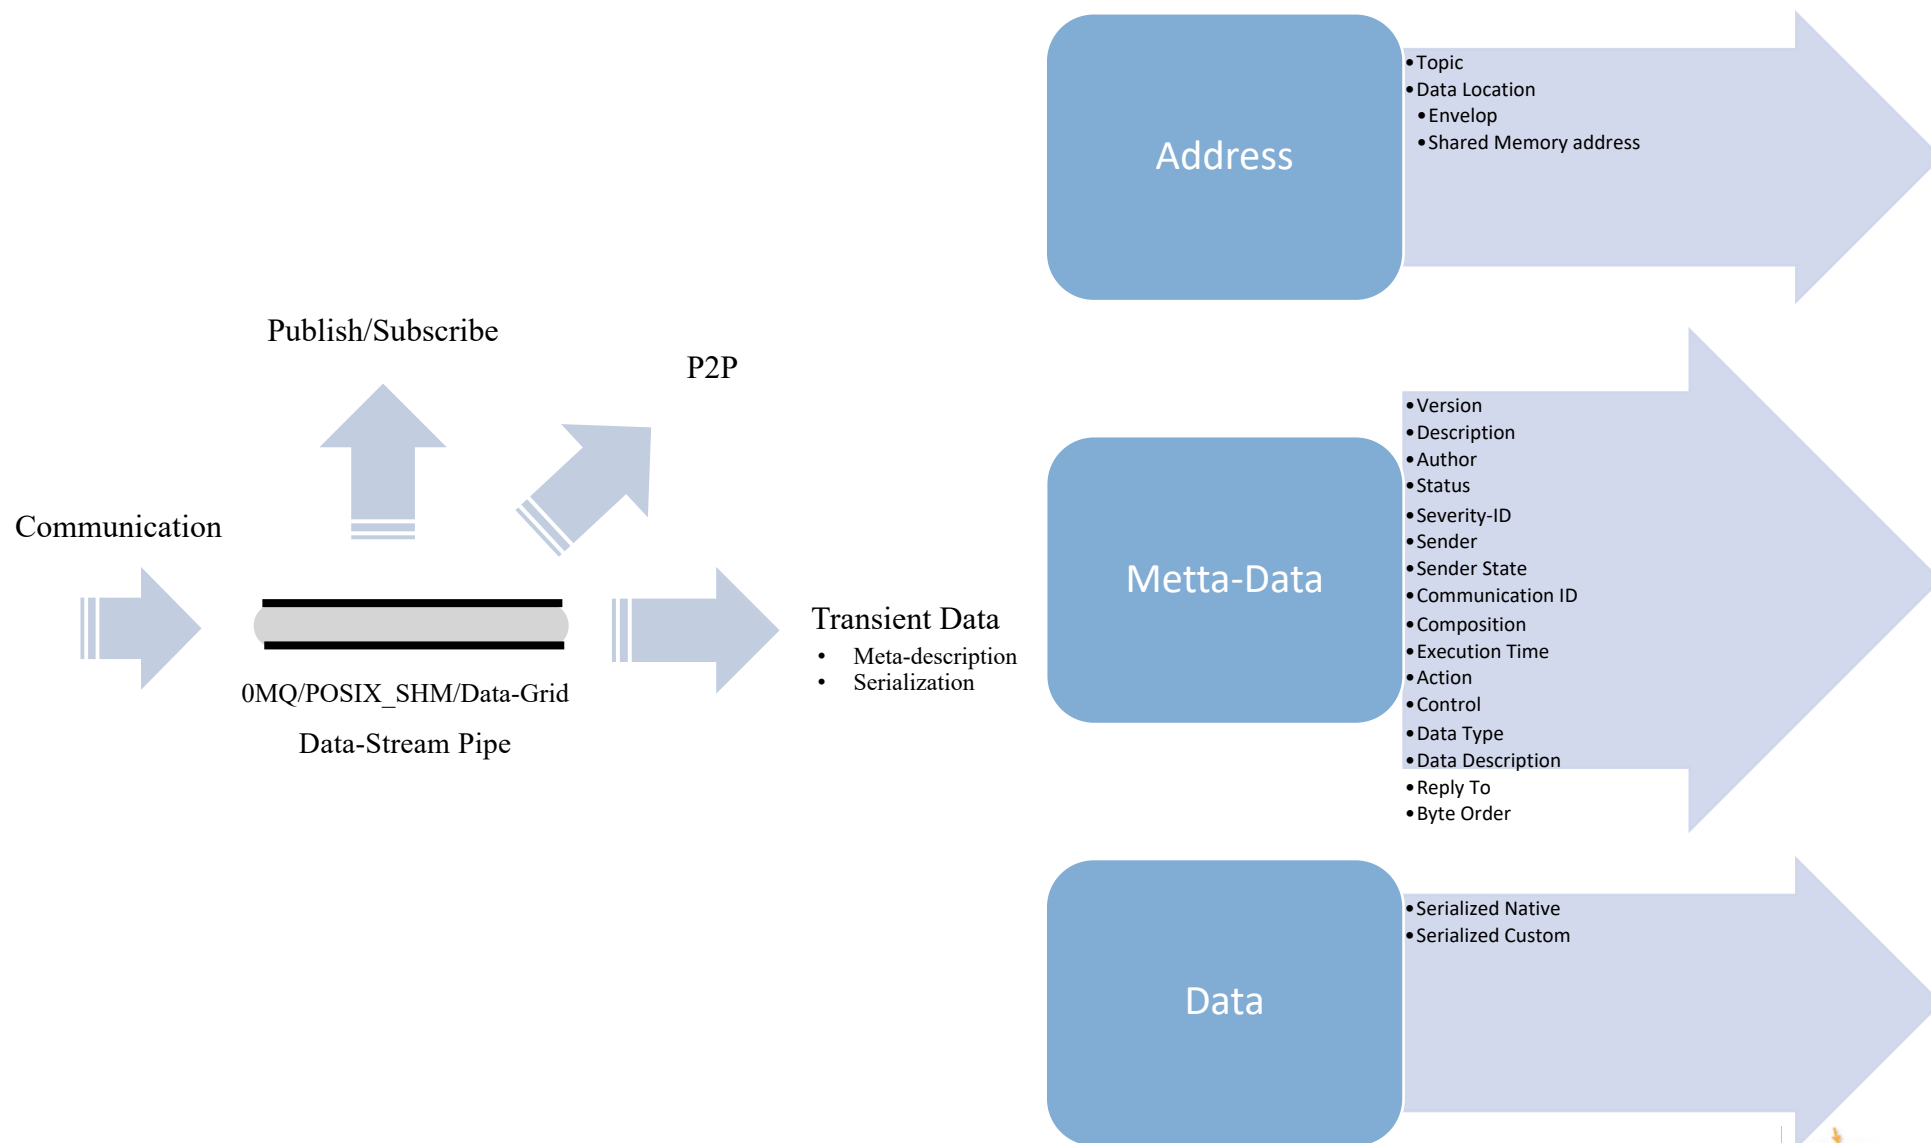 Publish/Subscribe
P2P
Communication
0MQ/POSIX_SHM/Data-Grid
Data-Stream Pipe
Transient Data
• Meta-description
• Serialization
Address
•Topic
•Data Location
•Envelop
•Shared Memory address
Metta-Data
•Version
•Description
•Author
•Status
•Severity-ID
•Sender
•Sender State
•Communication ID
•Composition
•Execution Time
•Action
•Control
•Data Type
•Data Description
•Reply To
•Byte Order
Data
•Serialized Native
•Serialized Custom